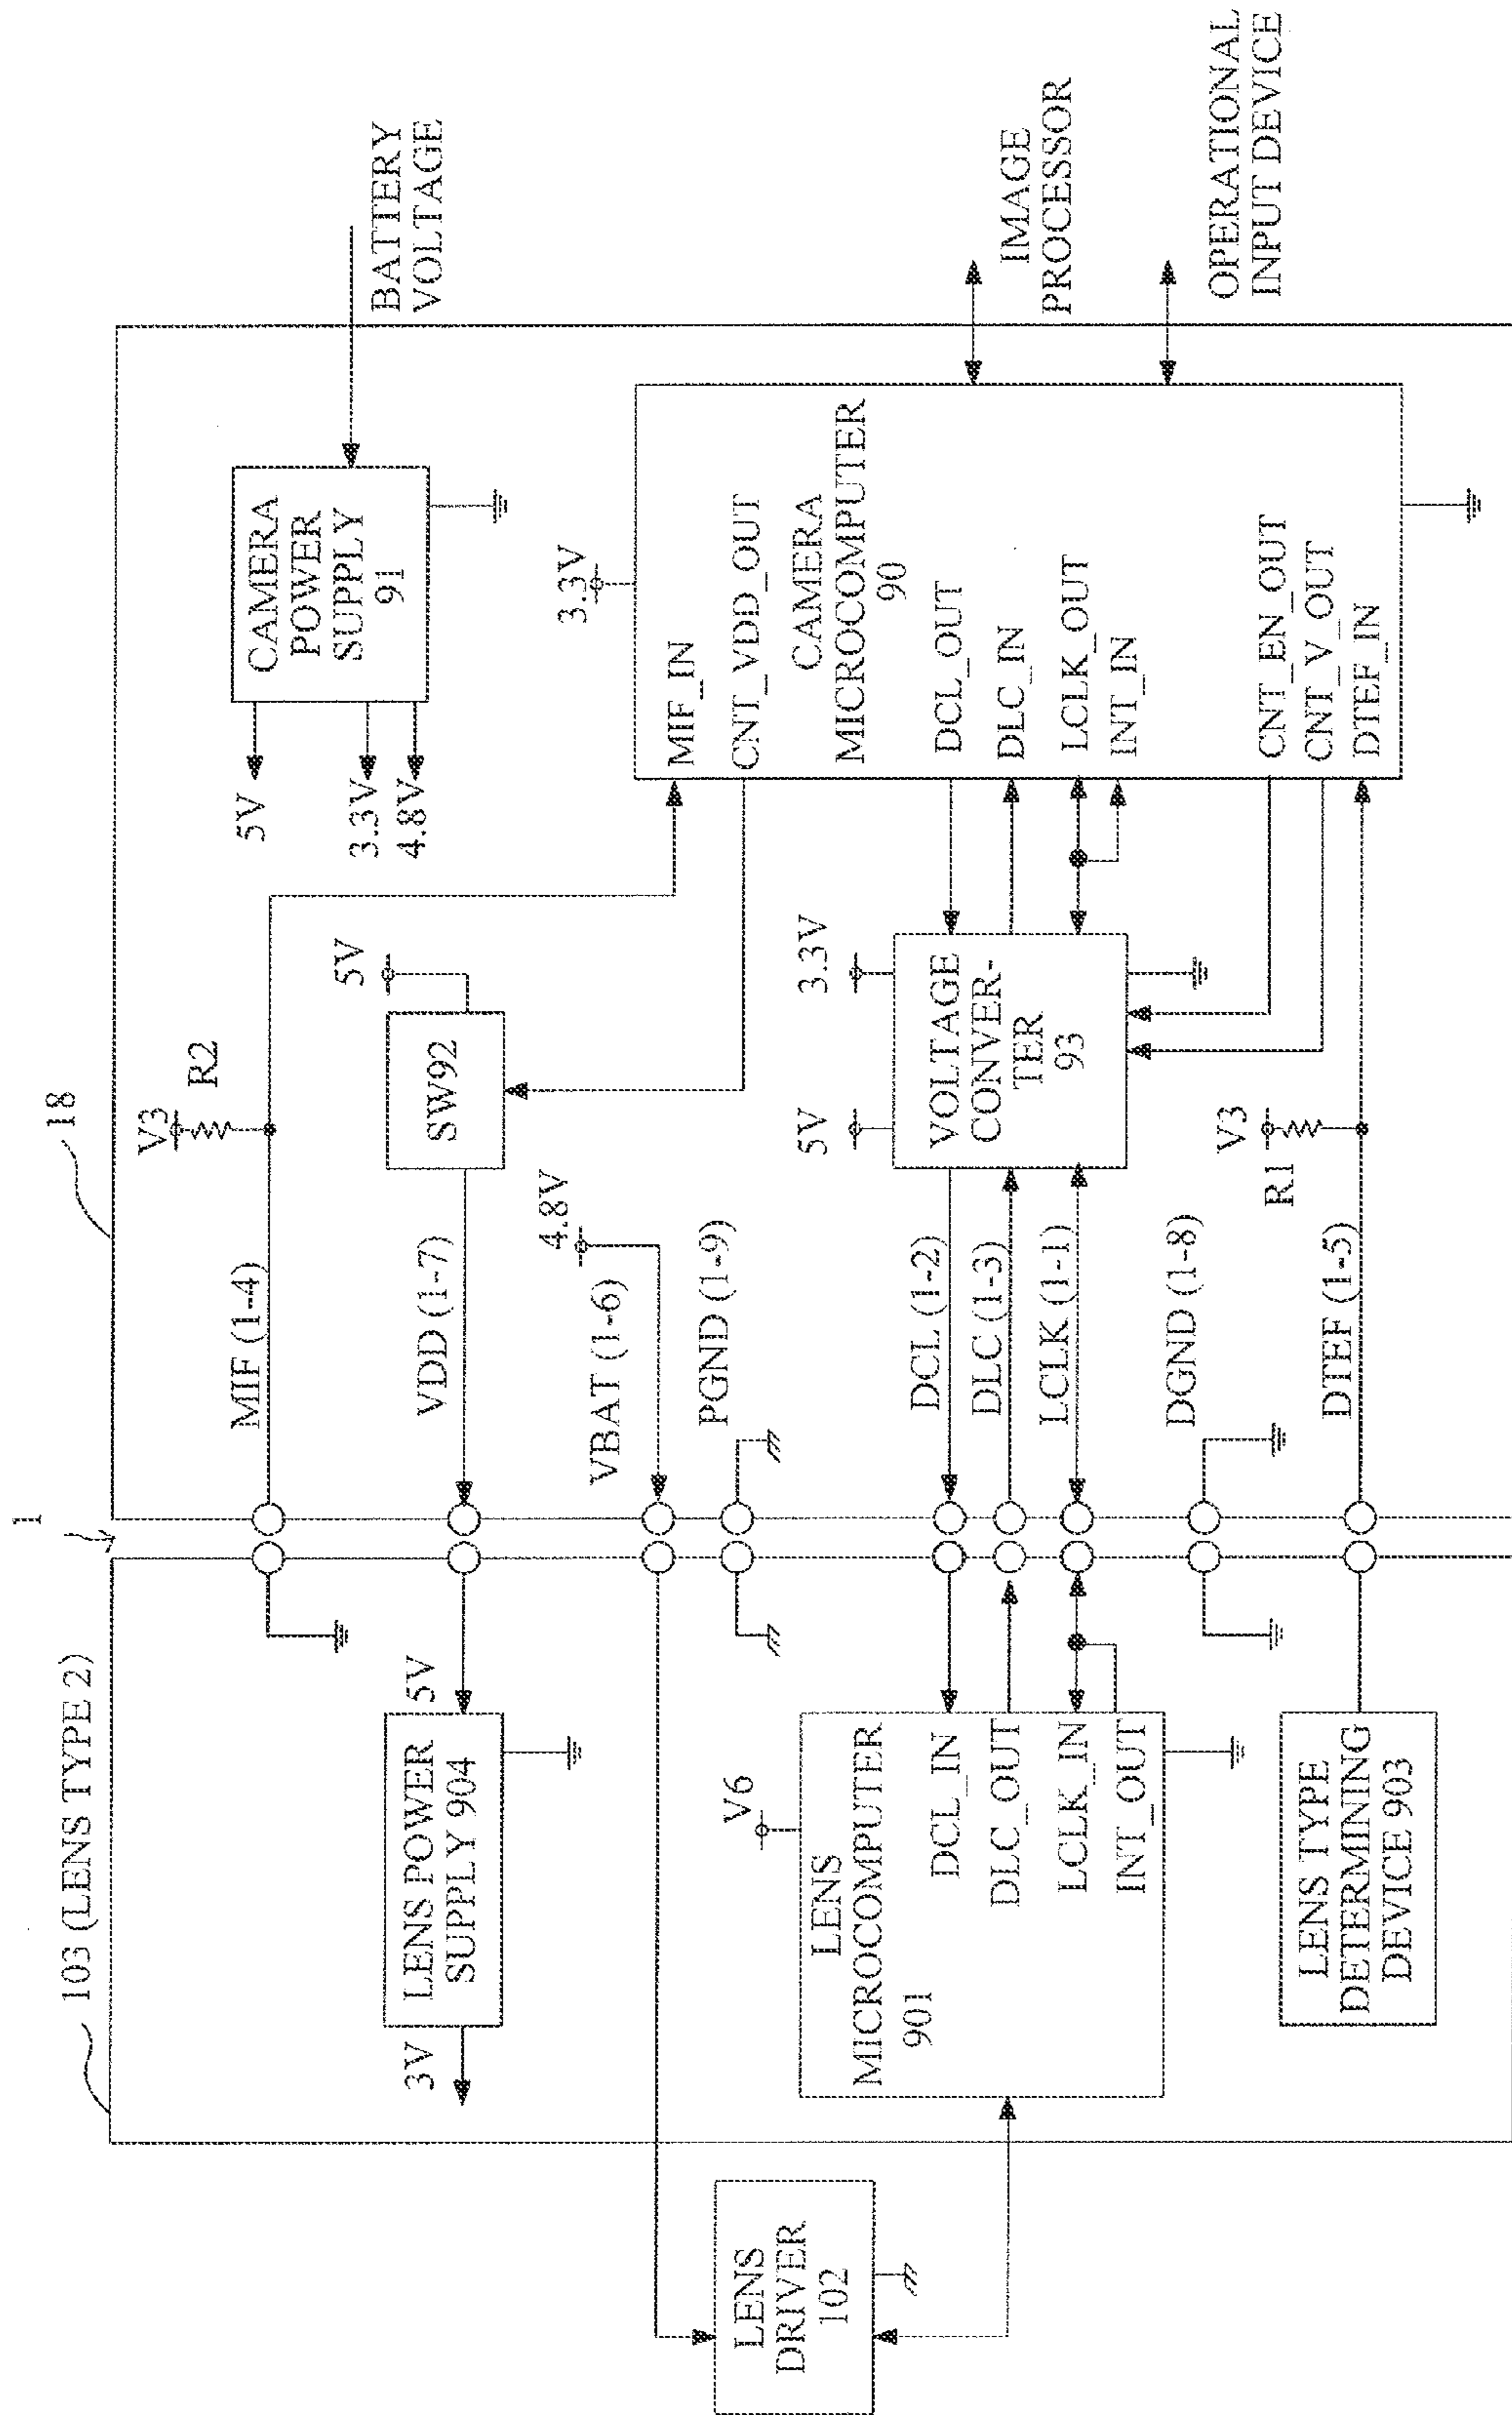 1
103 (LENS TYPE 2)
18
LENS POWER
SUPPLY 904
3V
5V
MIF (1-4)
V3
R2
VDD (1-7)
SW92
5V
VBAT (1-6)
4.8V
PGND (1-9)
CAMERA
POWER
SUPPLY
91
5V
3.3V
4.8V
BATTERY
VOLTAGE
LENS
DRIVER
102
V6
LENS
MICROCOMPUTER
901
DCL_IN
DLC_OUT
LCLK_IN
INT_OUT
DCL (1-2)
DLC (1-3)
LCLK (1-1)
DGND (1-8)
DTEF (1-5)
5V
3.3V
VOLTAGE
CONVER-
TER
93
V3
R1
3.3V
MIF_IN
CNT_VDD_OUT
CAMERA
MICROCOMPUTER
90
DCL_OUT
DLC_IN
LCLK_OUT
INT_IN
CNT_EN_OUT
CNT_V_OUT
DTEF_IN
IMAGE
PROCESSOR
OPERATIONAL
INPUT DEVICE
LENS TYPE
DETERMINING
DEVICE 903